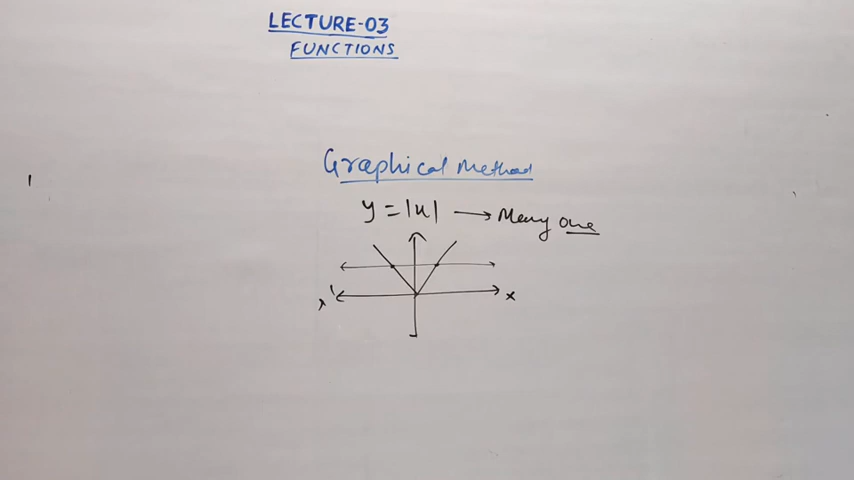 LECTURE-03
FUNCTIONS
Graphical Method
y = |x| → Many one
x' x